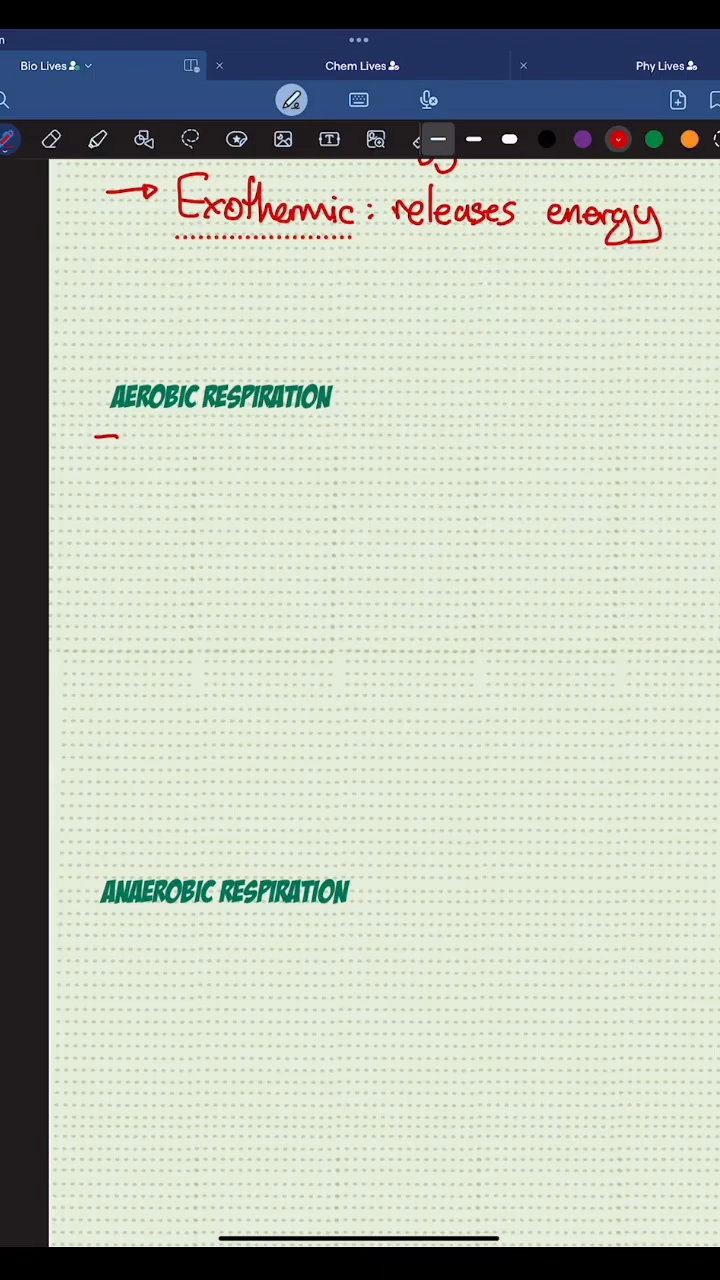 Bio Lives
Chem Lives
Phy Lives
→ Exothermic : releases energy
AEROBIC RESPIRATION
ANAEROBIC RESPIRATION